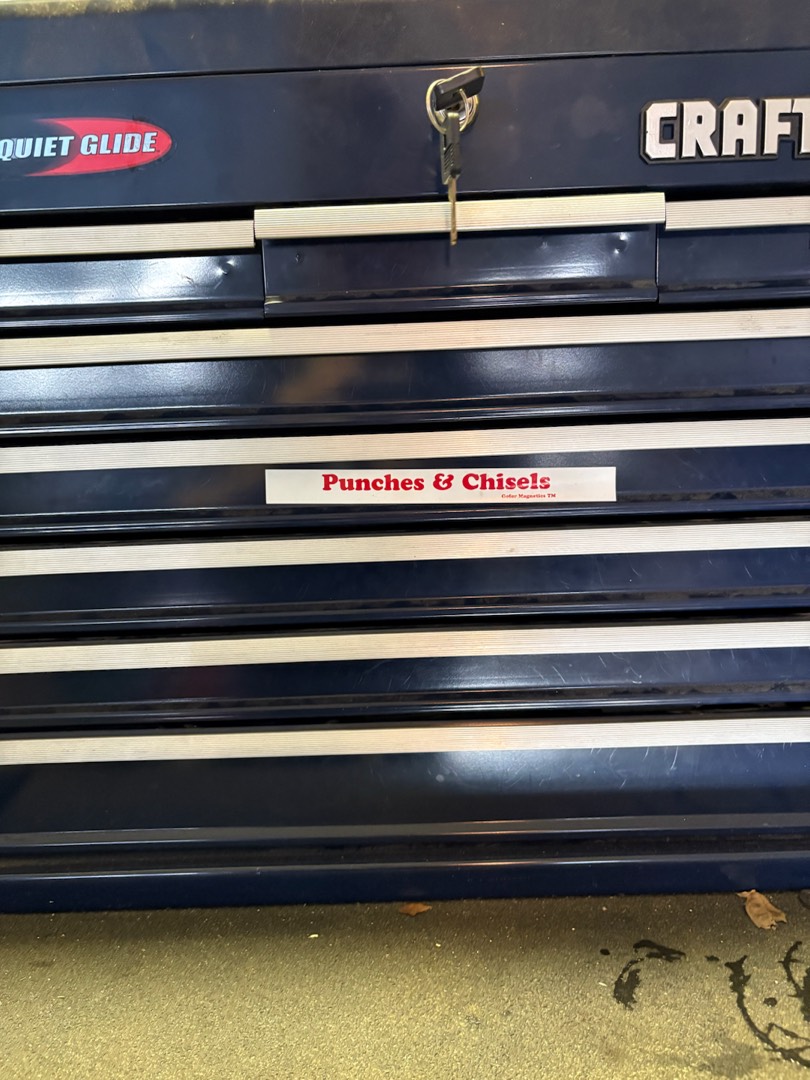 QUIET GLIDE
CRAFT
Punches & Chisels